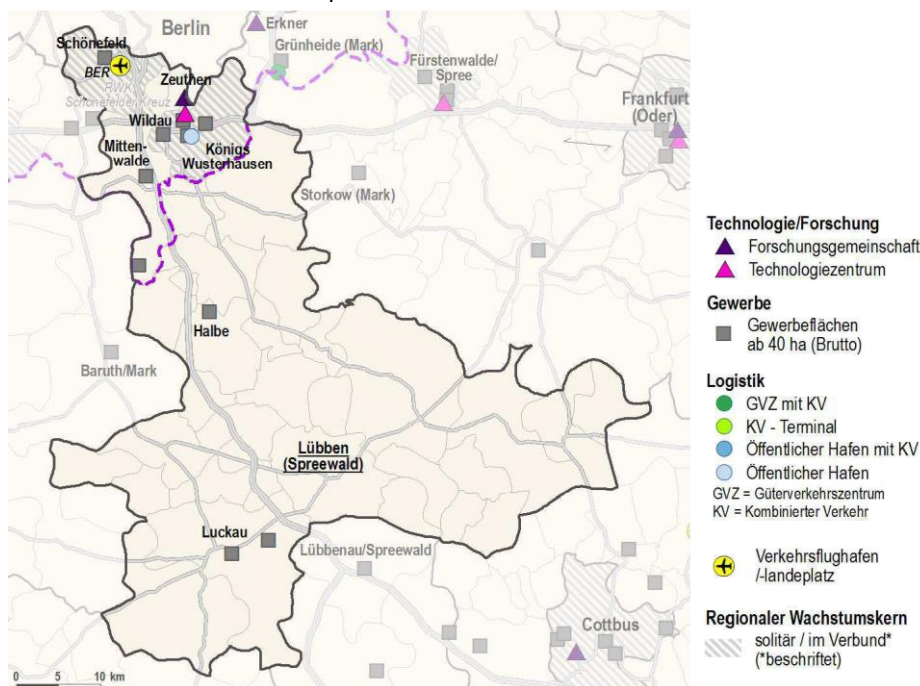 Berlin
Erkner
Grünheide (Mark)
Schönefeld
BER
RWK
Schönefelder Kreuz
Zeuthen
Fürstenwalde/
Spree
Frankfurt
(Oder)
Wildau
Mitten-
walde
Königs
Wusterhausen
Storkow (Mark)
Halbe
Baruth/Mark
Lübben
(Spreewald)
Luckau
Lübbenau/Spreewald
Cottbus
0 5 10 km
Technologie/Forschung
Forschungsgemeinschaft
Technologiezentrum
Gewerbe
Gewerbeflächen
ab 40 ha (Brutto)
Logistik
GVZ mit KV
KV - Terminal
Öffentlicher Hafen mit KV
Öffentlicher Hafen
GVZ = Güterverkehrszentrum
KV = Kombinierter Verkehr
Verkehrsflughafen
/-landeplatz
Regionaler Wachstumskern
solitär / im Verbund*
(*beschriftet)